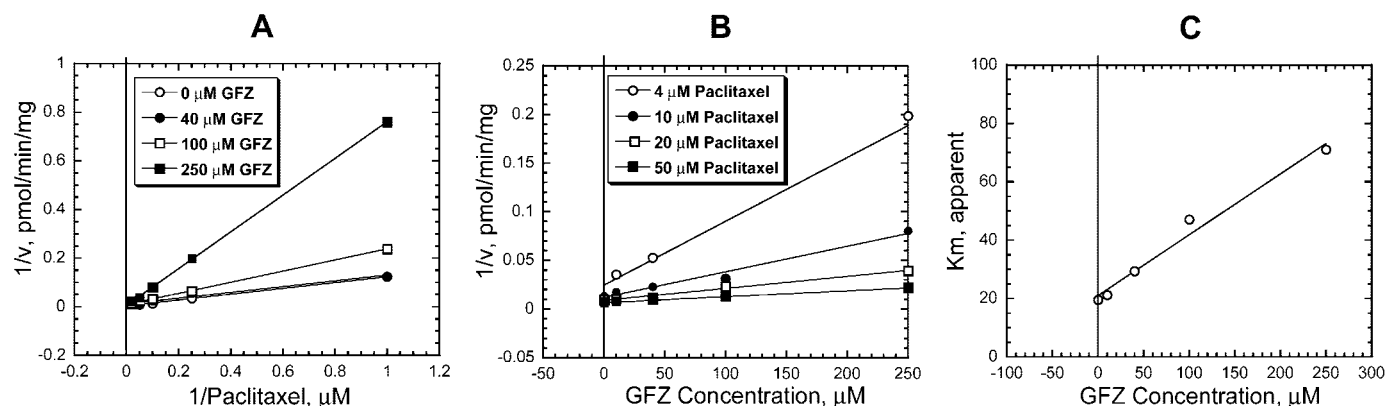 A
B
C
1/v, pmol/min/mg
1
0.8
0.6
0.4
0.2
0
-0.2
0 μM GFZ
40 μM GFZ
100 μM GFZ
250 μM GFZ
-0.2 0 0.2 0.4 0.6 0.8 1 1.2
1/Paclitaxel, μM
1/v, pmol/min/mg
0.25
0.2
0.15
0.1
0.05
0
-0.05
4 μM Paclitaxel
10 μM Paclitaxel
20 μM Paclitaxel
50 μM Paclitaxel
-50 0 50 100 150 200 250
GFZ Concentration, μM
Km, apparent
100
80
60
40
20
0
-100 -50 0 50 100 150 200 250 300
GFZ Concentration, μM